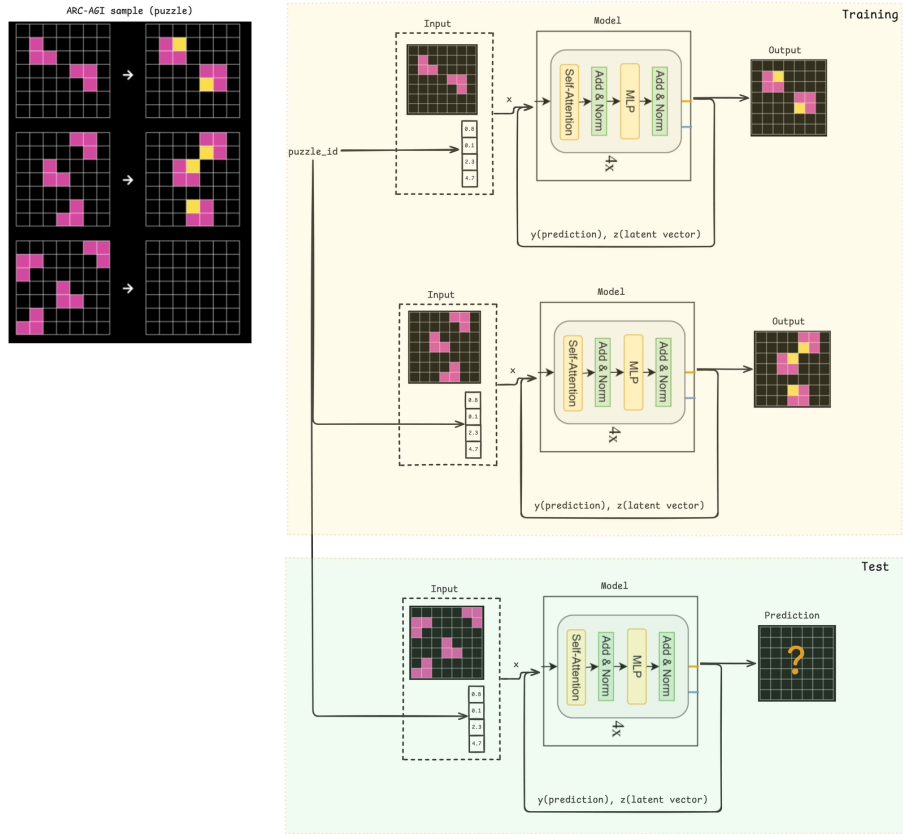 ARC-AGI sample (puzzle)
Training
Input
Model
Output
x
Self-Attention
Add & Norm
MLP
Add & Norm
4x
0.8
0.1
2.3
4.7
puzzle_id
y(prediction), z(latent vector)
Input
Model
Output
x
Self-Attention
Add & Norm
MLP
Add & Norm
4x
0.8
0.1
2.3
4.7
y(prediction), z(latent vector)
Test
Input
Model
Prediction
x
Self-Attention
Add & Norm
MLP
Add & Norm
4x
?
0.8
0.1
2.3
4.7
y(prediction), z(latent vector)